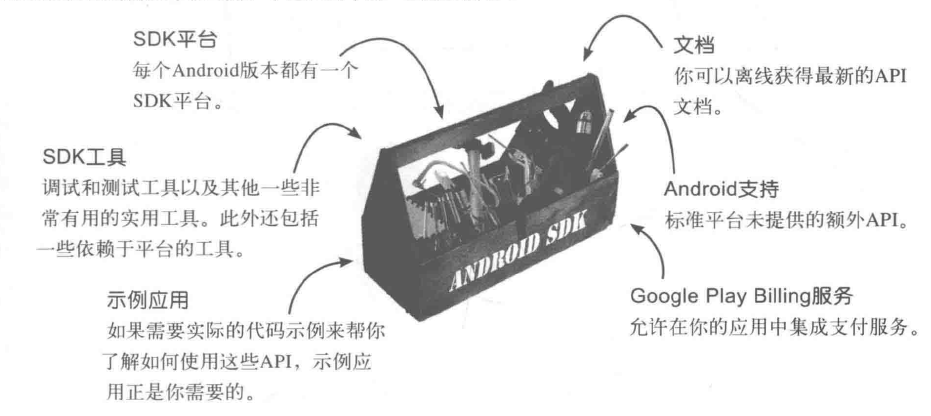 SDK平台
每个Android版本都有一个
SDK平台。
文档
你可以离线获得最新的API
文档。
SDK工具
调试和测试工具以及其他一些非
常有用的实用工具。此外还包括
一些依赖于平台的工具。
Android支持
标准平台未提供的额外API。
ANDROID SDK
示例应用
如果需要实际的代码示例来帮你
了解如何使用这些API，示例应
用正是你需要的。
Google Play Billing服务
允许在你的应用中集成支付服务。